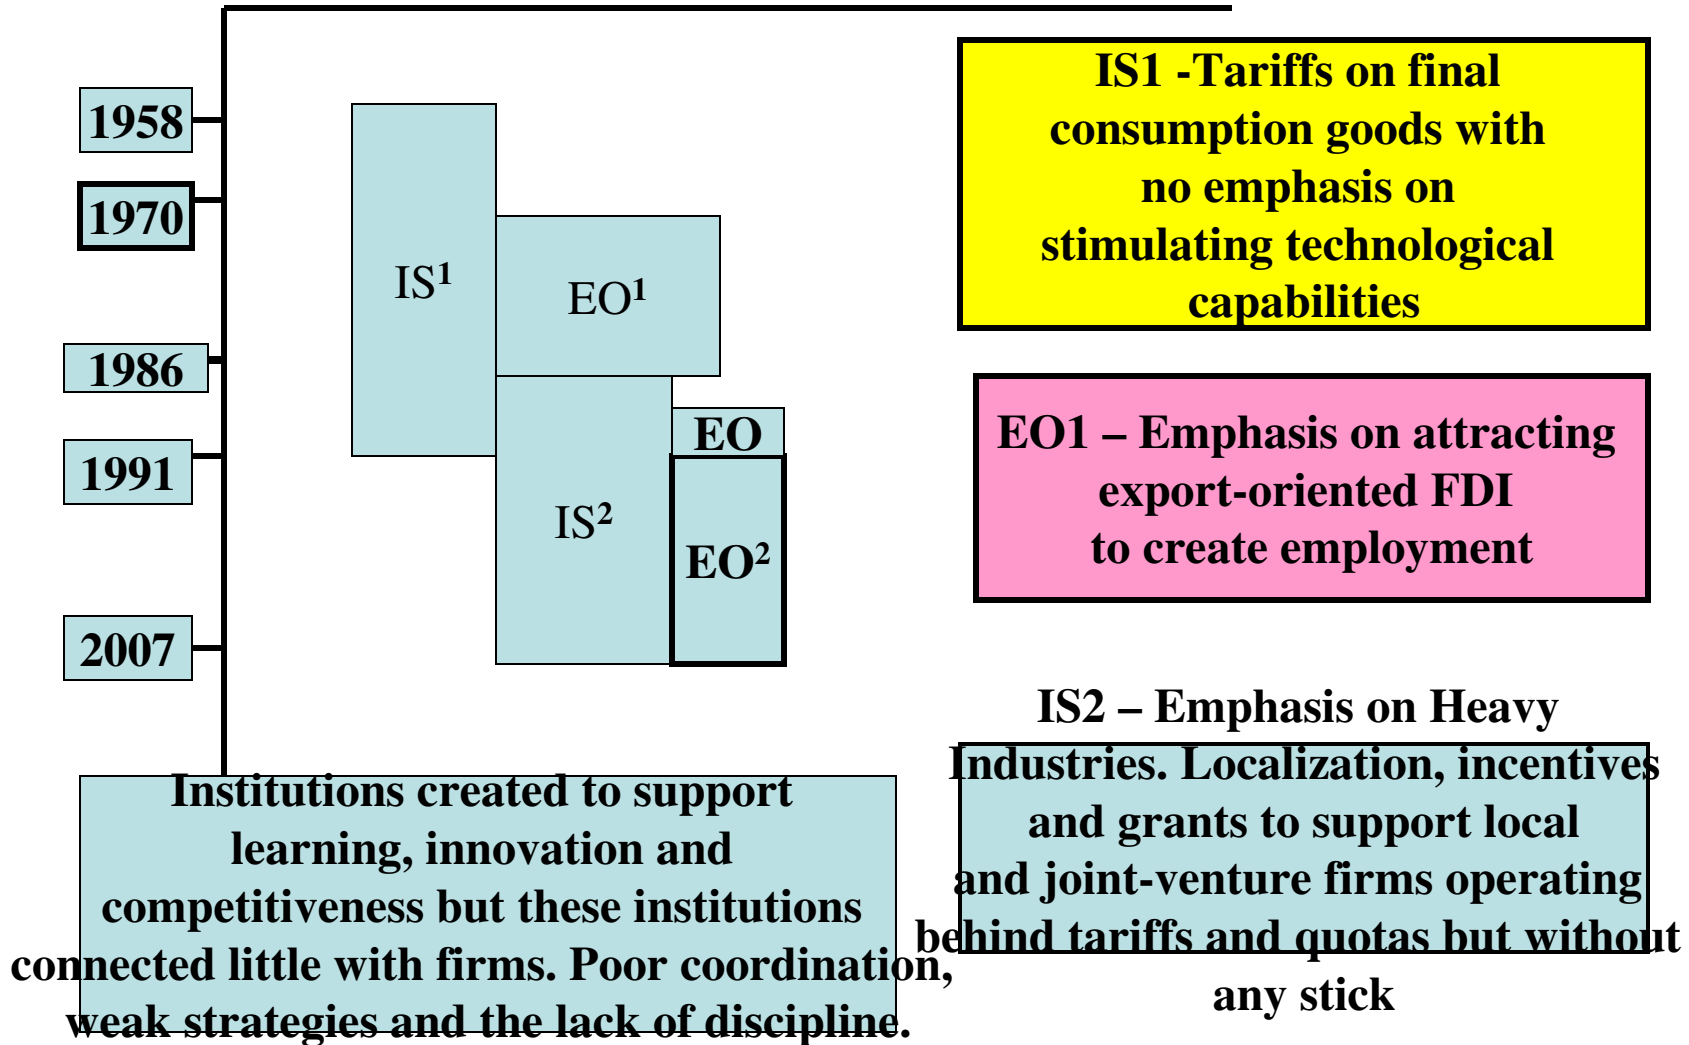 1958
1970
1986
1991
2007
IS¹
EO¹
IS²
EO
EO²
IS1 -Tariffs on final
consumption goods with
no emphasis on
stimulating technological
capabilities
EO1 – Emphasis on attracting
export-oriented FDI
to create employment
IS2 – Emphasis on Heavy
Industries. Localization, incentives
and grants to support local
and joint-venture firms operating
behind tariffs and quotas but without
any stick
Institutions created to support
learning, innovation and
competitiveness but these institutions
connected little with firms. Poor coordination,
weak strategies and the lack of discipline.